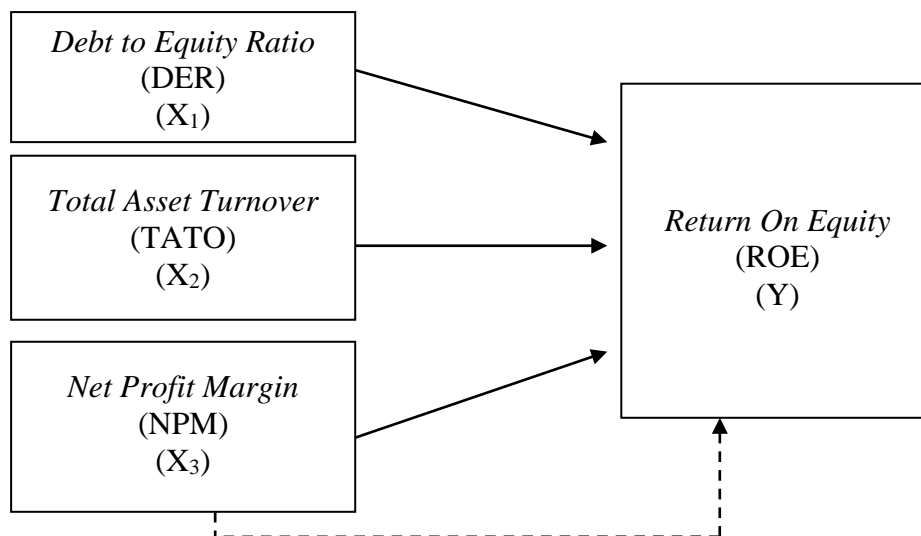 Debt to Equity Ratio
(DER)
(X₁)
Total Asset Turnover
(TATO)
(X₂)
Net Profit Margin
(NPM)
(X₃)
Return On Equity
(ROE)
(Y)